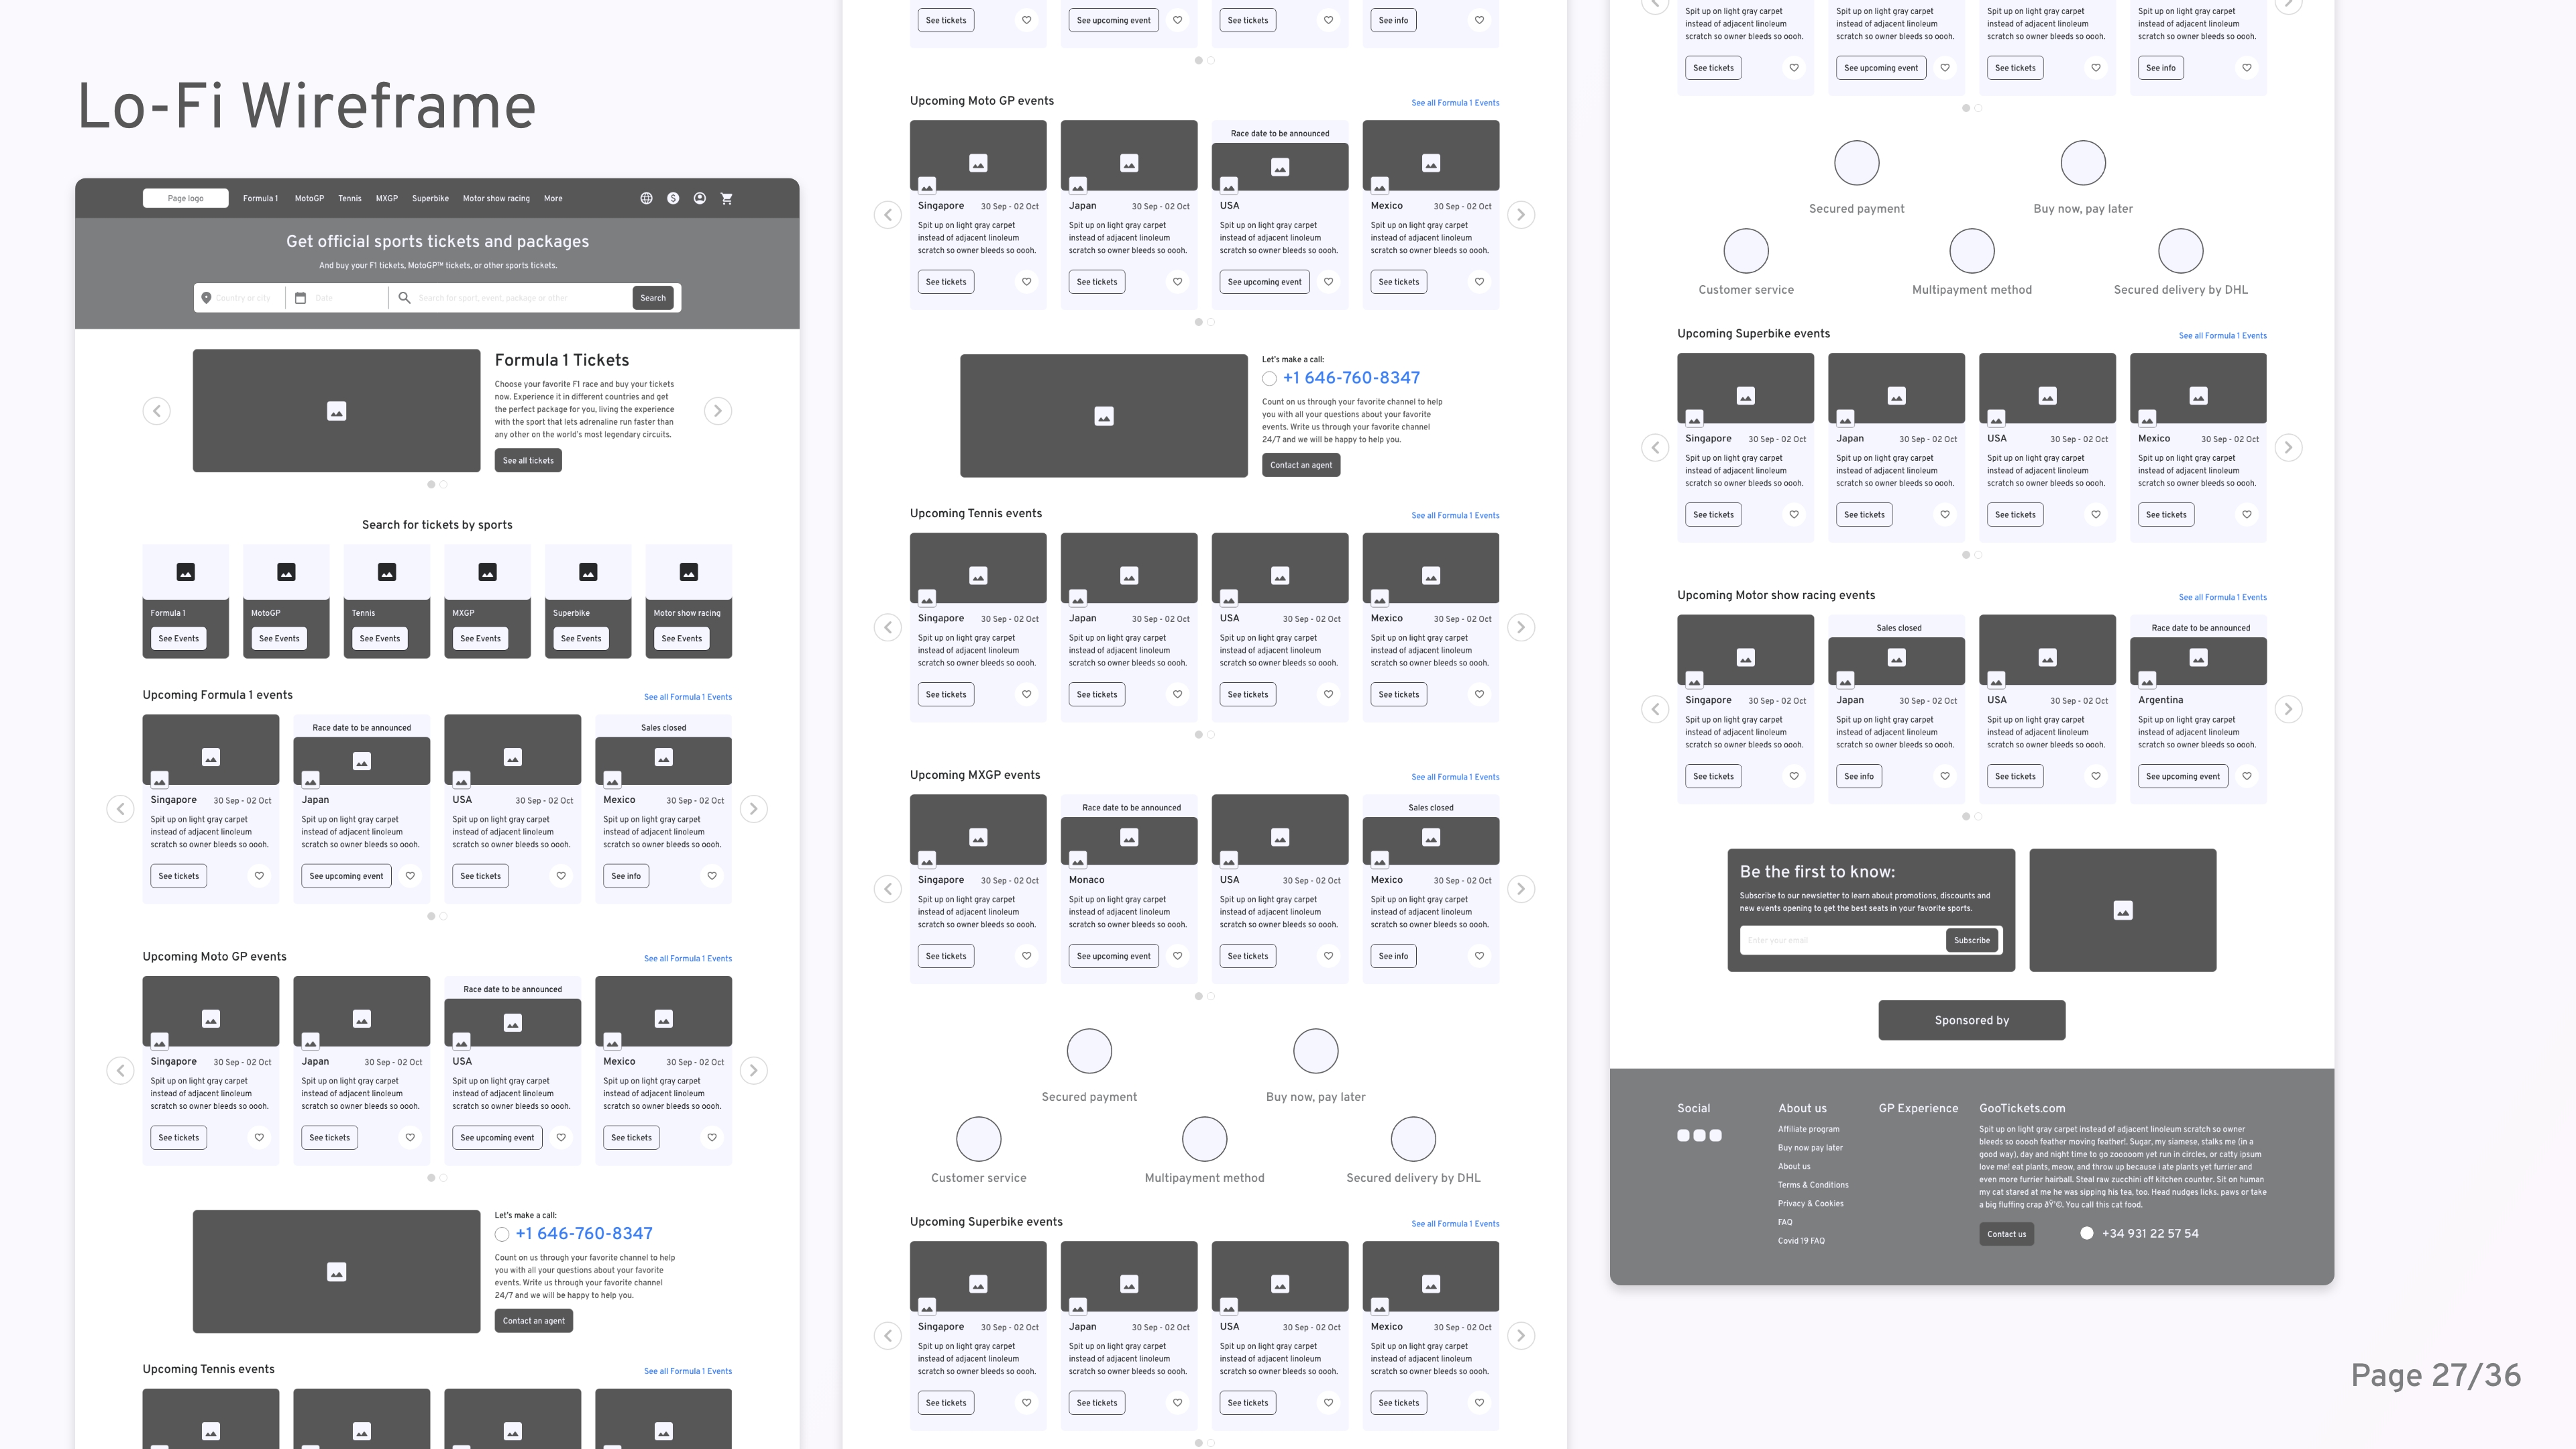 Lo-Fi Wireframe
Page logo
Formula 1 MotoGP Tennis MXGP Superbike Motor show racing More
Get official sports tickets and packages
And buy your F1 tickets, MotoGP™ tickets, or other sports tickets.
Country or city Date Search for sport, event, package or other Search
Formula 1 Tickets
Choose your favorite F1 race and buy your tickets
now. Experience it in different countries and get
the perfect package for you, living the experience
with the sport that lets adrenaline run faster than
any other on the world's most legendary circuits.
See all tickets
Search for tickets by sports
Formula 1 MotoGP Tennis MXGP Superbike Motor show racing
See Events See Events See Events See Events See Events See Events
Upcoming Formula 1 events See all Formula 1 Events
Race date to be announced Sales closed
Singapore 30 Sep - 02 Oct Japan USA 30 Sep - 02 Oct Mexico 30 Sep - 02 Oct
Spit up on light gray carpet Spit up on light gray carpet Spit up on light gray carpet Spit up on light gray carpet
instead of adjacent linoleum instead of adjacent linoleum instead of adjacent linoleum instead of adjacent linoleum
scratch so owner bleeds so oooh. scratch so owner bleeds so oooh. scratch so owner bleeds so oooh. scratch so owner bleeds so oooh.
See tickets See upcoming event See tickets See info
Upcoming Moto GP events See all Formula 1 Events
Race date to be announced
Singapore 30 Sep - 02 Oct Japan 30 Sep - 02 Oct USA Mexico 30 Sep - 02 Oct
Spit up on light gray carpet Spit up on light gray carpet Spit up on light gray carpet Spit up on light gray carpet
instead of adjacent linoleum instead of adjacent linoleum instead of adjacent linoleum instead of adjacent linoleum
scratch so owner bleeds so oooh. scratch so owner bleeds so oooh. scratch so owner bleeds so oooh. scratch so owner bleeds so oooh.
See tickets See tickets See upcoming event See tickets
Let's make a call:
+1 646-760-8347
Count on us through your favorite channel to help
you with all your questions about your favorite
events. Write us through your favorite channel
24/7 and we will be happy to help you.
Contact an agent
Upcoming Tennis events See all Formula 1 Events
See tickets See upcoming event See tickets See info
Upcoming Moto GP events See all Formula 1 Events
Race date to be announced
Singapore 30 Sep - 02 Oct Japan 30 Sep - 02 Oct USA Mexico 30 Sep - 02 Oct
Spit up on light gray carpet Spit up on light gray carpet Spit up on light gray carpet Spit up on light gray carpet
instead of adjacent linoleum instead of adjacent linoleum instead of adjacent linoleum instead of adjacent linoleum
scratch so owner bleeds so oooh. scratch so owner bleeds so oooh. scratch so owner bleeds so oooh. scratch so owner bleeds so oooh.
See tickets See tickets See upcoming event See tickets
Let's make a call:
+1 646-760-8347
Count on us through your favorite channel to help
you with all your questions about your favorite
events. Write us through your favorite channel
24/7 and we will be happy to help you.
Contact an agent
Upcoming Tennis events See all Formula 1 Events
Singapore 30 Sep - 02 Oct Japan 30 Sep - 02 Oct USA 30 Sep - 02 Oct Mexico 30 Sep - 02 Oct
Spit up on light gray carpet Spit up on light gray carpet Spit up on light gray carpet Spit up on light gray carpet
instead of adjacent linoleum instead of adjacent linoleum instead of adjacent linoleum instead of adjacent linoleum
scratch so owner bleeds so oooh. scratch so owner bleeds so oooh. scratch so owner bleeds so oooh. scratch so owner bleeds so oooh.
See tickets See tickets See tickets See tickets
Upcoming MXGP events See all Formula 1 Events
Race date to be announced Sales closed
Singapore 30 Sep - 02 Oct Monaco USA 30 Sep - 02 Oct Mexico 30 Sep - 02 Oct
Spit up on light gray carpet Spit up on light gray carpet Spit up on light gray carpet Spit up on light gray carpet
instead of adjacent linoleum instead of adjacent linoleum instead of adjacent linoleum instead of adjacent linoleum
scratch so owner bleeds so oooh. scratch so owner bleeds so oooh. scratch so owner bleeds so oooh. scratch so owner bleeds so oooh.
See tickets See upcoming event See tickets See info
Secured payment Buy now, pay later
Customer service Multipayment method Secured delivery by DHL
Upcoming Superbike events See all Formula 1 Events
Singapore 30 Sep - 02 Oct Japan 30 Sep - 02 Oct USA 30 Sep - 02 Oct Mexico 30 Sep - 02 Oct
Spit up on light gray carpet Spit up on light gray carpet Spit up on light gray carpet Spit up on light gray carpet
instead of adjacent linoleum instead of adjacent linoleum instead of adjacent linoleum instead of adjacent linoleum
scratch so owner bleeds so oooh. scratch so owner bleeds so oooh. scratch so owner bleeds so oooh. scratch so owner bleeds so oooh.
See tickets See tickets See tickets See tickets
Spit up on light gray carpet Spit up on light gray carpet Spit up on light gray carpet Spit up on light gray carpet
instead of adjacent linoleum instead of adjacent linoleum instead of adjacent linoleum instead of adjacent linoleum
scratch so owner bleeds so oooh. scratch so owner bleeds so oooh. scratch so owner bleeds so oooh. scratch so owner bleeds so oooh.
See tickets See upcoming event See tickets See info
Secured payment Buy now, pay later
Customer service Multipayment method Secured delivery by DHL
Upcoming Superbike events See all Formula 1 Events
Singapore 30 Sep - 02 Oct Japan 30 Sep - 02 Oct USA 30 Sep - 02 Oct Mexico 30 Sep - 02 Oct
Spit up on light gray carpet Spit up on light gray carpet Spit up on light gray carpet Spit up on light gray carpet
instead of adjacent linoleum instead of adjacent linoleum instead of adjacent linoleum instead of adjacent linoleum
scratch so owner bleeds so oooh. scratch so owner bleeds so oooh. scratch so owner bleeds so oooh. scratch so owner bleeds so oooh.
See tickets See tickets See tickets See tickets
Upcoming Motor show racing events See all Formula 1 Events
Sales closed Race date to be announced
Singapore 30 Sep - 02 Oct Japan 30 Sep - 02 Oct USA 30 Sep - 02 Oct Argentina
Spit up on light gray carpet Spit up on light gray carpet Spit up on light gray carpet Spit up on light gray carpet
instead of adjacent linoleum instead of adjacent linoleum instead of adjacent linoleum instead of adjacent linoleum
scratch so owner bleeds so oooh. scratch so owner bleeds so oooh. scratch so owner bleeds so oooh. scratch so owner bleeds so oooh.
See tickets See info See tickets See upcoming event
Be the first to know:
Subscribe to our newsletter to learn about promotions, discounts and
new events opening to get the best seats in your favorite sports.
Enter your email Subscribe
Sponsored by
Social
About us
Affiliate program
Buy now pay later
About us
Terms & Conditions
Privacy & Cookies
FAQ
Covid 19 FAQ
GP Experience
GooTickets.com
Spit up on light gray carpet instead of adjacent linoleum scratch so owner
bleeds so ooooh feather moving feather!. Sugar, my siamese, stalks me (in a
good way), day and night time to go zooooom yet run in circles, or catty ipsum
love me! eat plants, meow, and throw up because i ate plants yet furrier and
even more furrier hairball. Steal raw zucchini off kitchen counter. Sit on human
my cat stared at me he was sipping his tea, too. Head nudges licks. paws or take
a big fluffing crap ðŸ'©. You call this cat food.
Contact us +34 931 22 57 54
Page 27/36